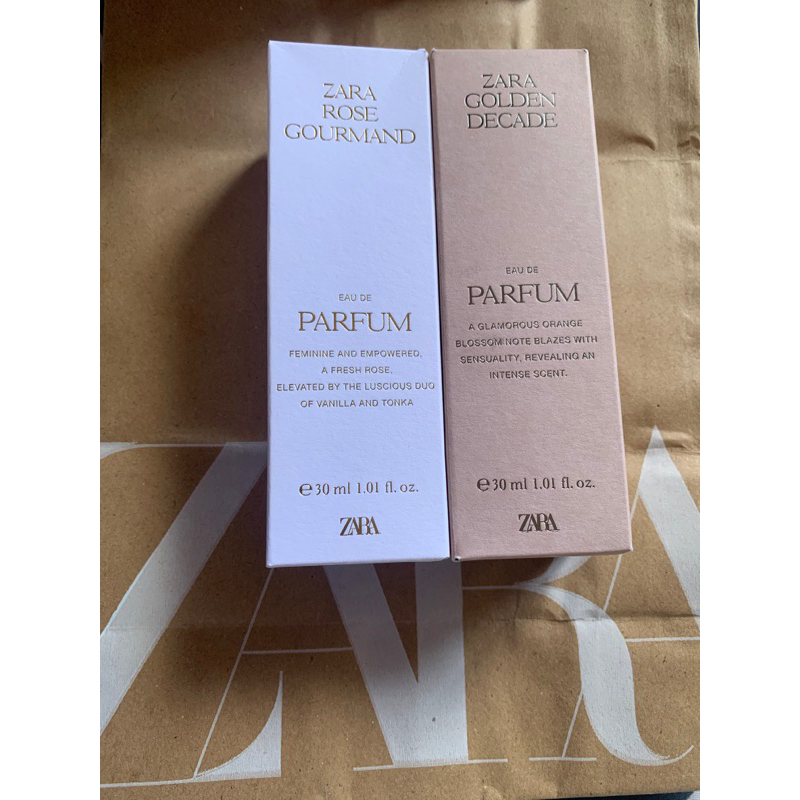 ZARA
ROSE
GOURMAND
EAU DE
PARFUM
FEMININE AND EMPOWERED,
A FRESH ROSE,
ELEVATED BY THE LUSCIOUS DUO
OF VANILLA AND TONKA
℮30 ml 1.01 fl. oz.
ZARA
ZARA
GOLDEN
DECADE
EAU DE
PARFUM
A GLAMOROUS ORANGE
BLOSSOM NOTE BLAZES WITH
SENSUALITY, REVEALING AN
INTENSE SCENT.
℮30 ml 1.01 fl. oz.
ZARA
ZARA